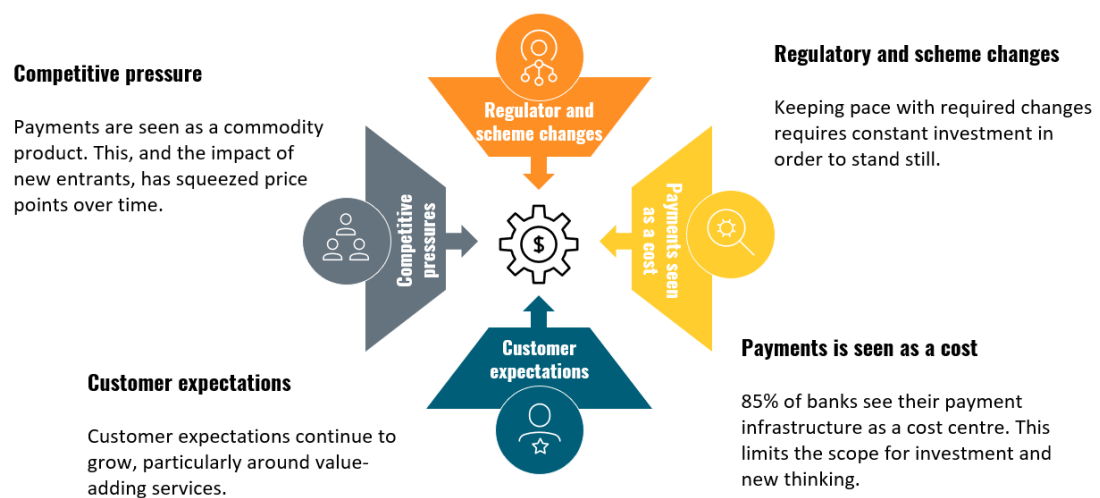 Competitive pressure
Payments are seen as a commodity
product. This, and the impact of
new entrants, has squeezed price
points over time.
Regulator and
scheme changes
Regulatory and scheme changes
Keeping pace with required changes
requires constant investment in
order to stand still.
Competitive
pressures
$
Payments seen
as a cost
Customer
expectations
Customer expectations
Customer expectations continue to
grow, particularly around value-
adding services.
Payments is seen as a cost
85% of banks see their payment
infrastructure as a cost centre. This
limits the scope for investment and
new thinking.